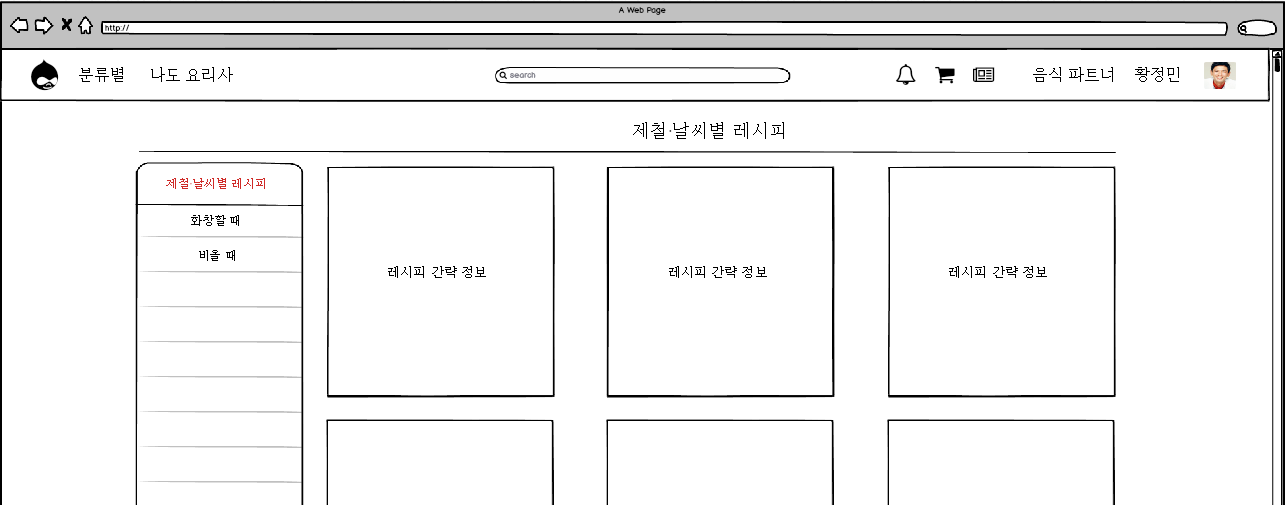 A Web Page
http://
분류별 나도 요리사 search 음식 파트너 황정민
제철·날씨별 레시피
제철·날씨별 레시피
화창할 때
비올 때
레시피 간략 정보 레시피 간략 정보 레시피 간략 정보